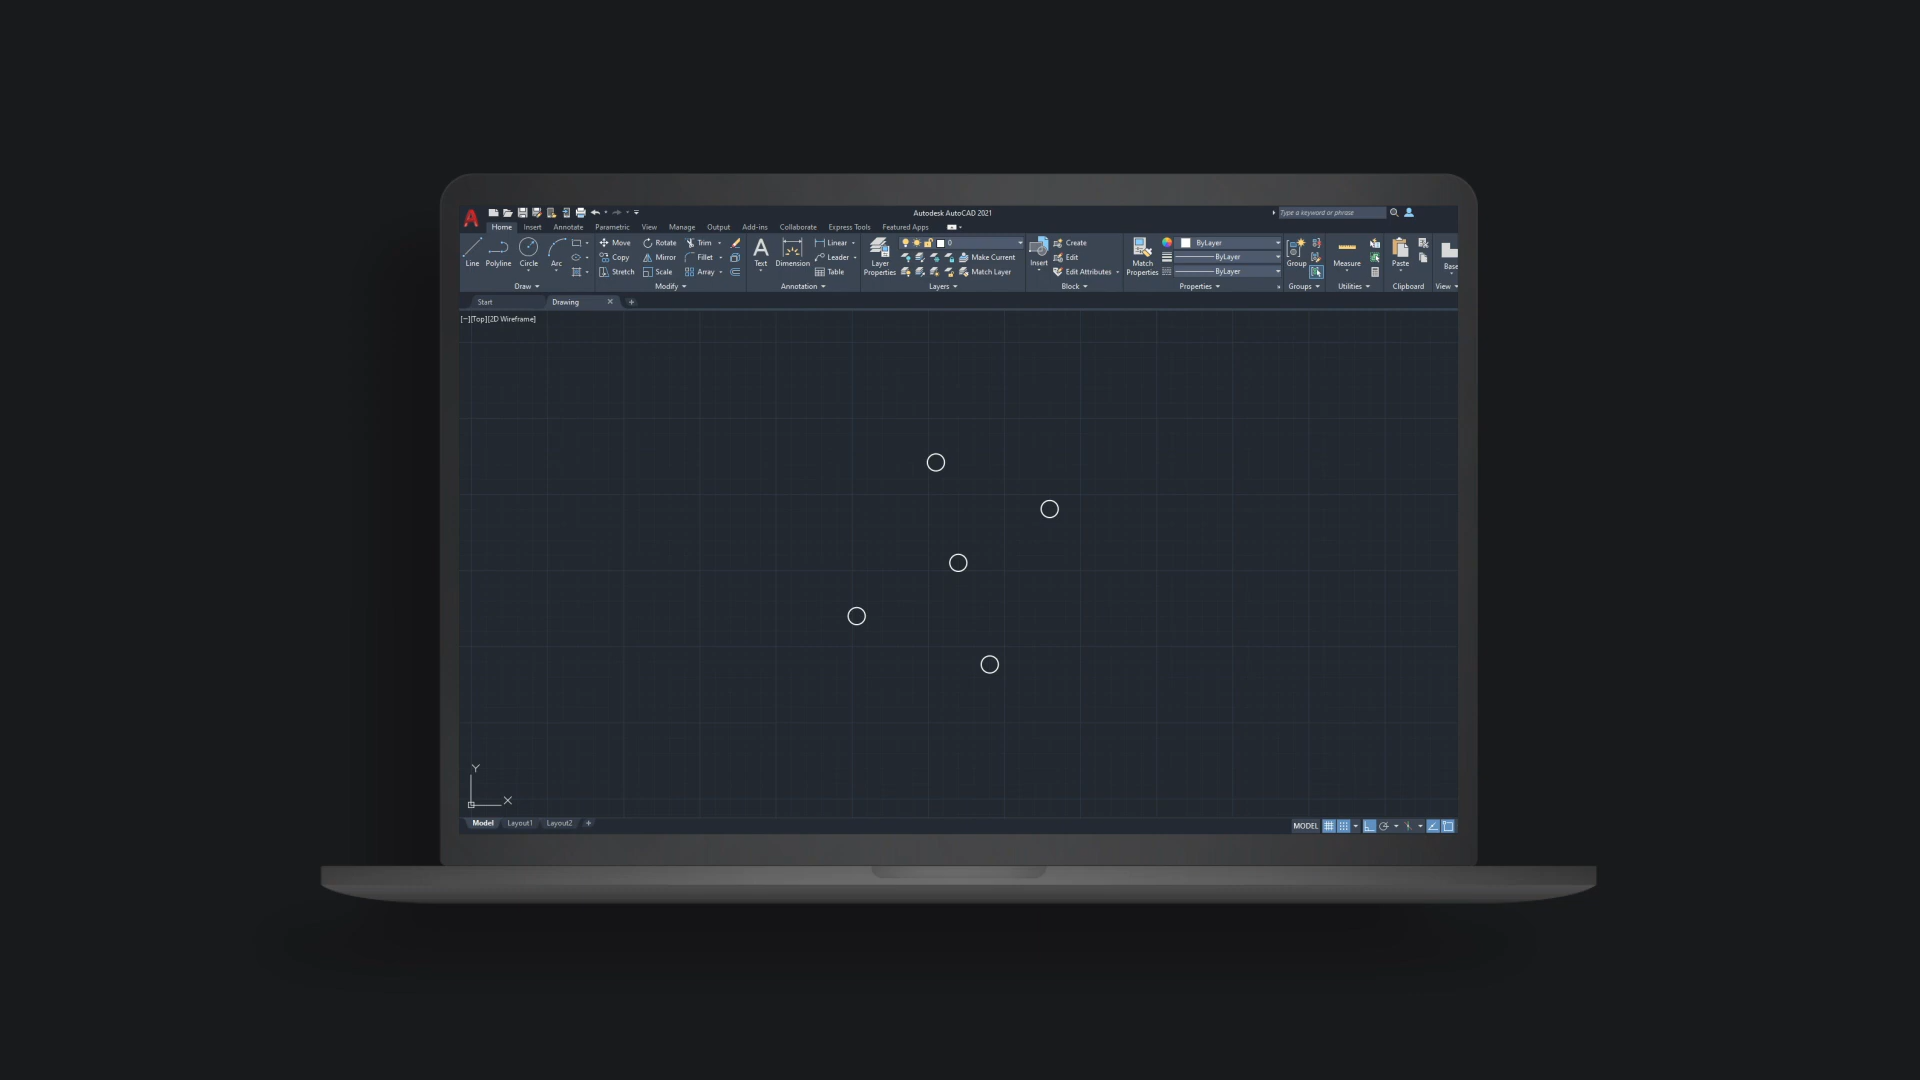 Autodesk AutoCAD 2021
Type a keyword or phrase
Home Insert Annotate Parametric View Manage Output Add-ins Collaborate Express Tools Featured Apps
Line Polyline Circle Arc
Draw
Move Rotate Trim
Copy Mirror Fillet
Stretch Scale Array
Modify
Text Dimension
Linear
Leader
Table
Annotation
Layer Properties
0
Make Current
Match Layer
Layers
Insert
Create
Edit
Edit Attributes
Block
Match Properties
ByLayer
ByLayer
ByLayer
Properties
Group
Groups
Measure
Utilities
Paste
Clipboard
Base
View
Start Drawing
[−][Top][2D Wireframe]
Y
X
Model Layout1 Layout2
MODEL